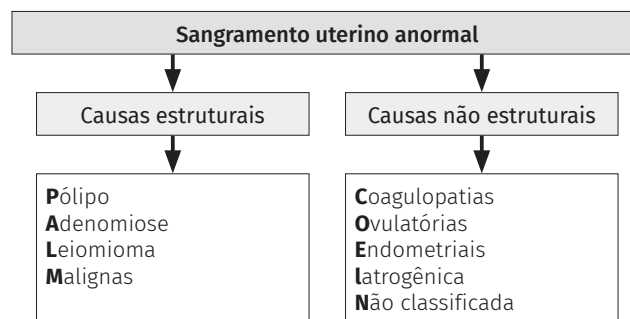 Sangramento uterino anormal
Causas estruturais
Causas não estruturais
Pólipo
Adenomiose
Leiomioma
Malignas
Coagulopatias
Ovulatórias
Endometriais
Iatrogênica
Não classificada